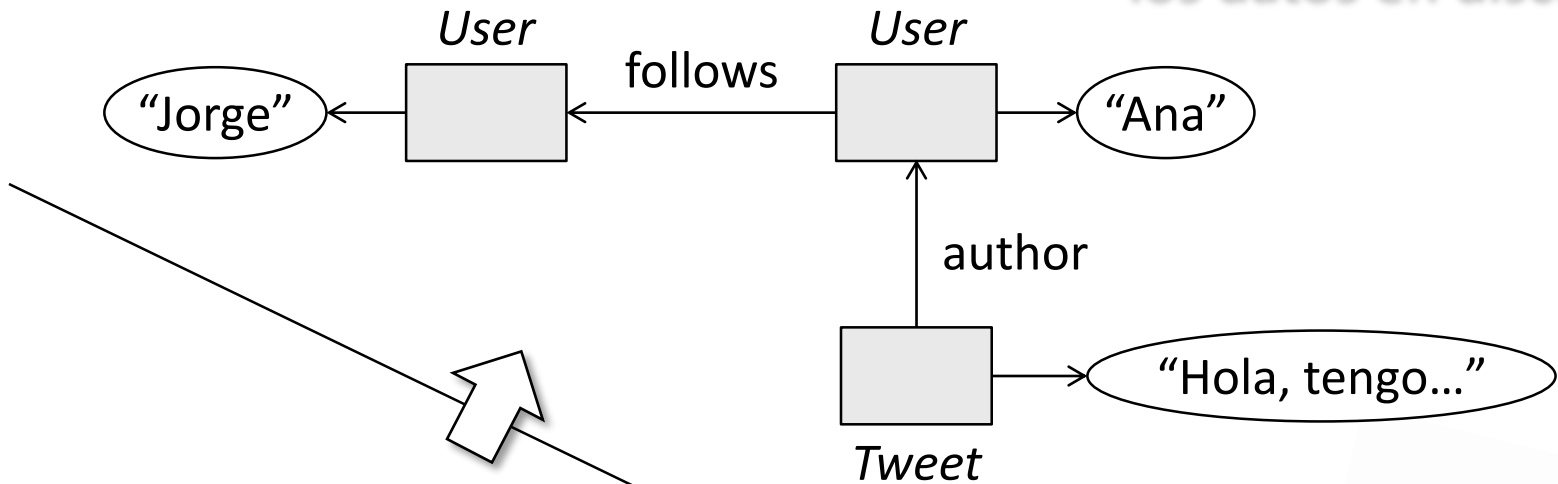 User
User
follows
“Jorge”
“Ana”
author
“Hola, tengo...”
Tweet